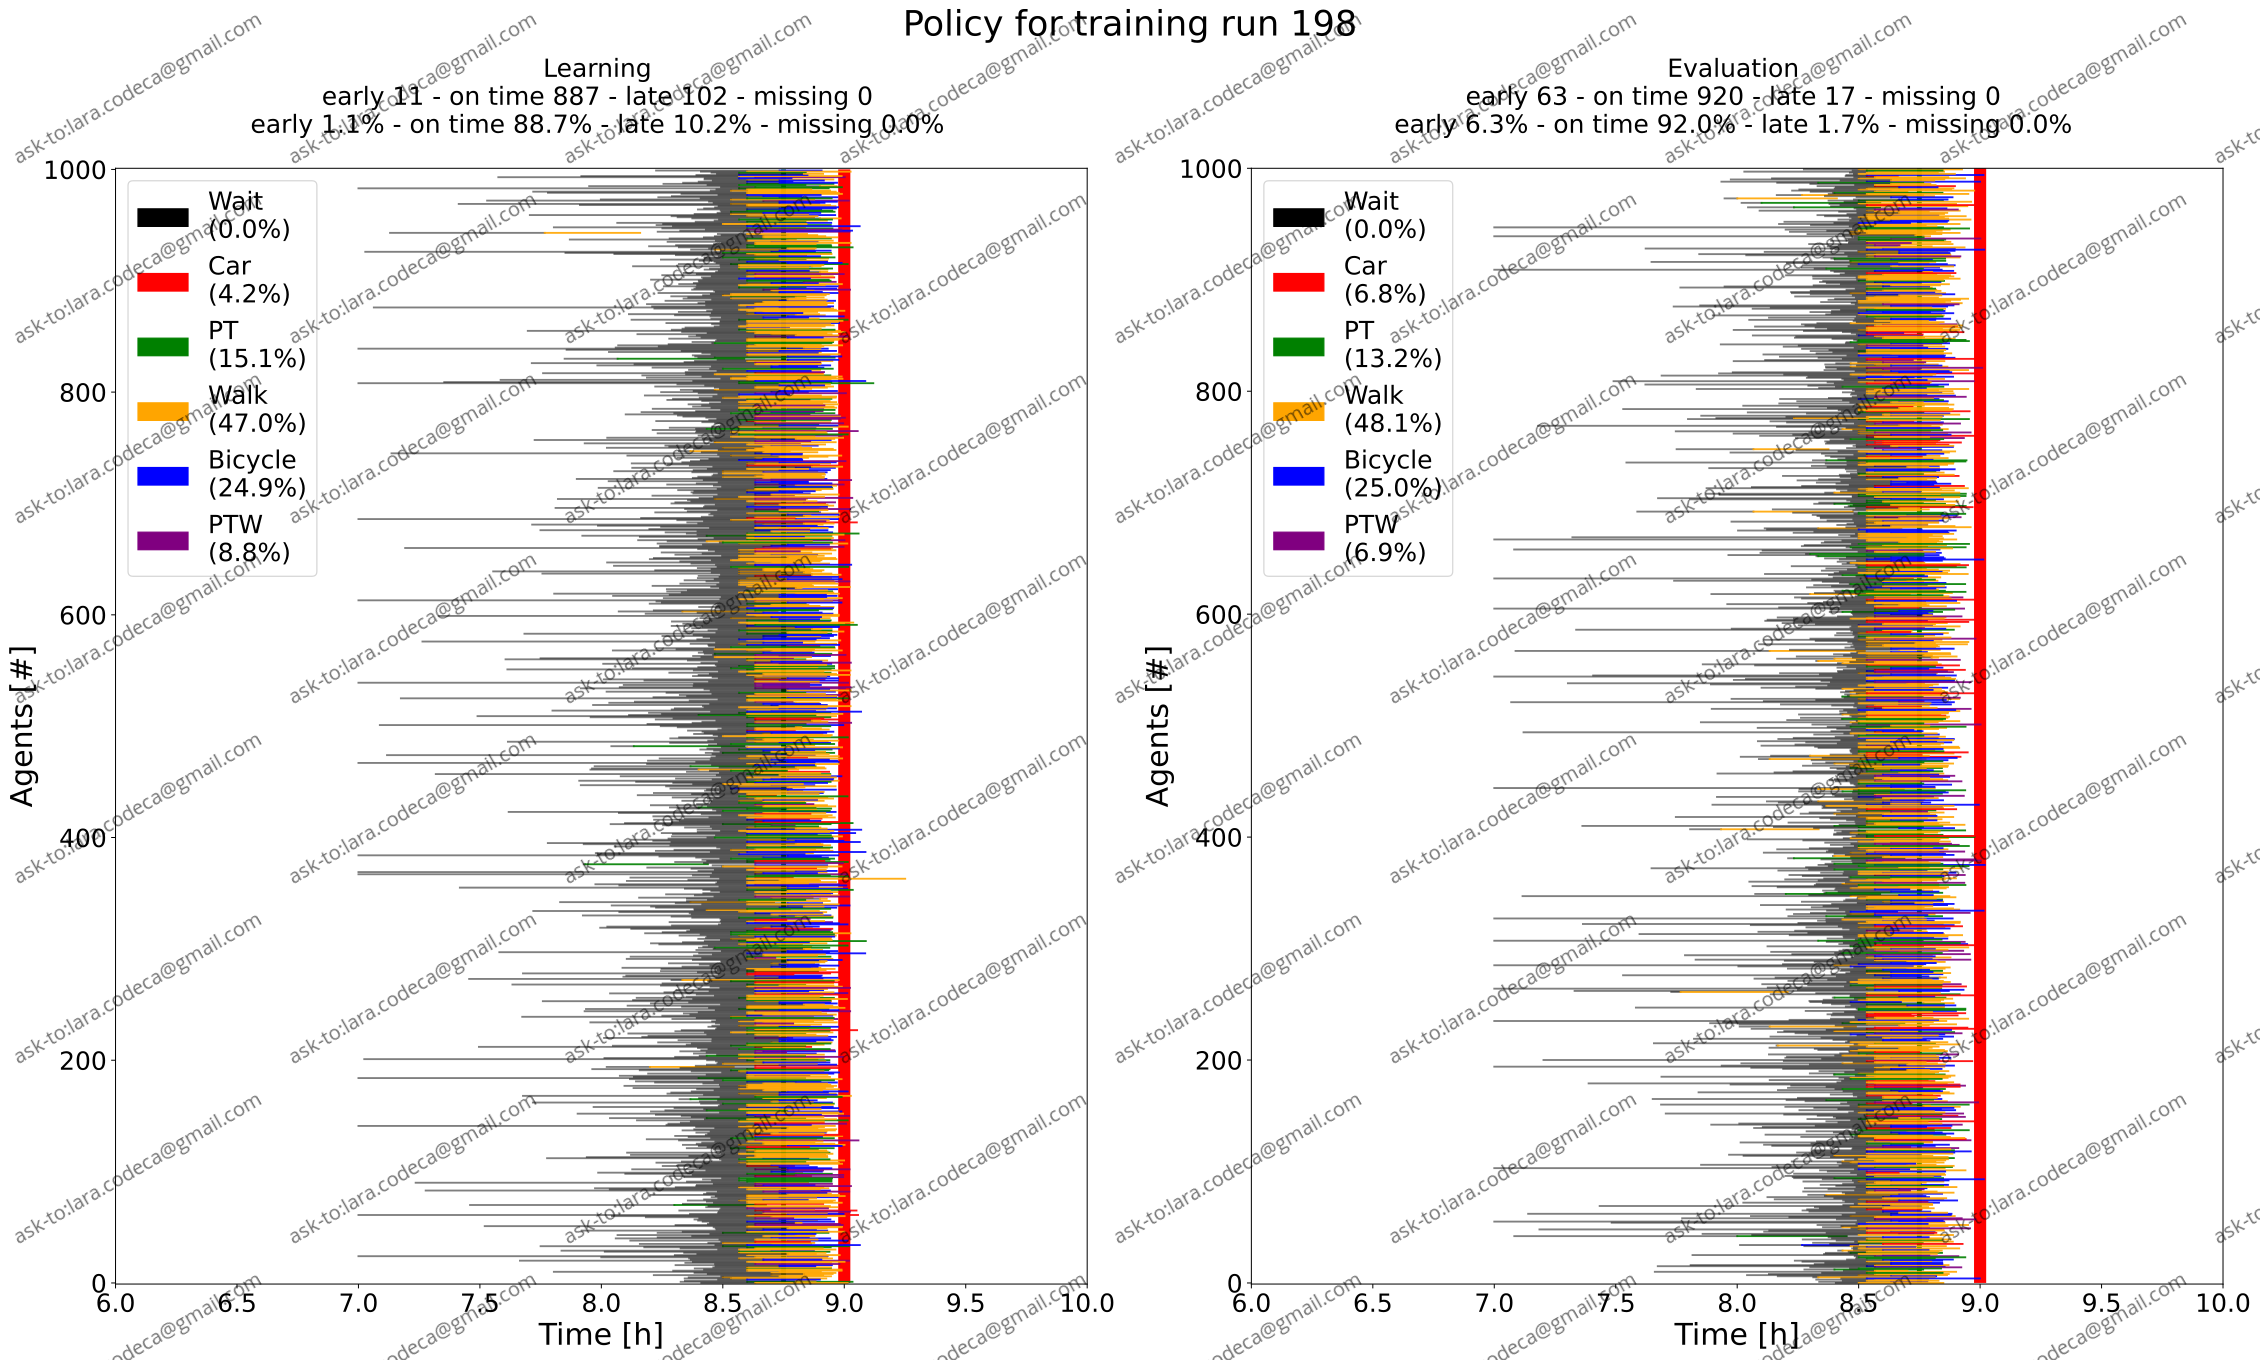 Policy for training run 198
Learning
early 11 - on time 887 - late 102 - missing 0
early 1.1% - on time 88.7% - late 10.2% - missing 0.0%
Evaluation
early 63 - on time 920 - late 17 - missing 0
early 6.3% - on time 92.0% - late 1.7% - missing 0.0%
Wait
(0.0%)
Car
(4.2%)
PT
(15.1%)
Walk
(47.0%)
Bicycle
(24.9%)
PTW
(8.8%)
Agents [#]
1000
800
600
400
200
0
6.0 6.5 7.0 7.5 8.0 8.5 9.0 9.5 10.0
Time [h]
Wait
(0.0%)
Car
(6.8%)
PT
(13.2%)
Walk
(48.1%)
Bicycle
(25.0%)
PTW
(6.9%)
Agents [#]
1000
800
600
400
200
0
6.0 6.5 7.0 7.5 8.0 8.5 9.0 9.5 10.0
Time [h]
ask-to:lara.codeca@gmail.com